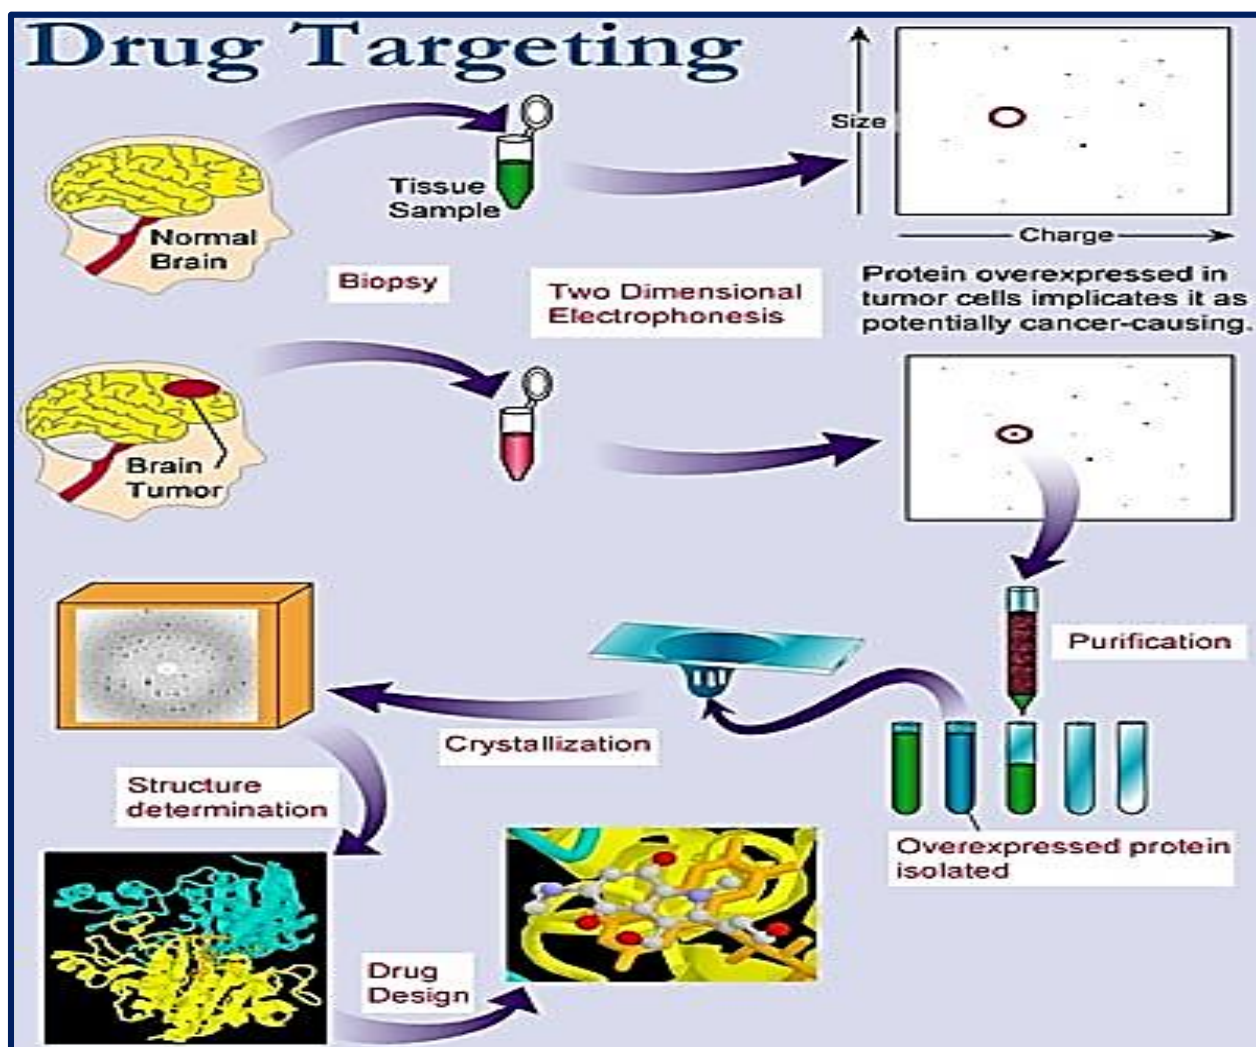 Drug Targeting
Size
Tissue
Sample
Normal
Brain
Charge
Biopsy
Two Dimensional
Electrophonesis
Protein overexpressed in
tumor cells implicates it as
potentially cancer-causing.
Brain
Tumor
Purification
Crystallization
Structure
determination
Overexpressed protein
isolated
Drug
Design